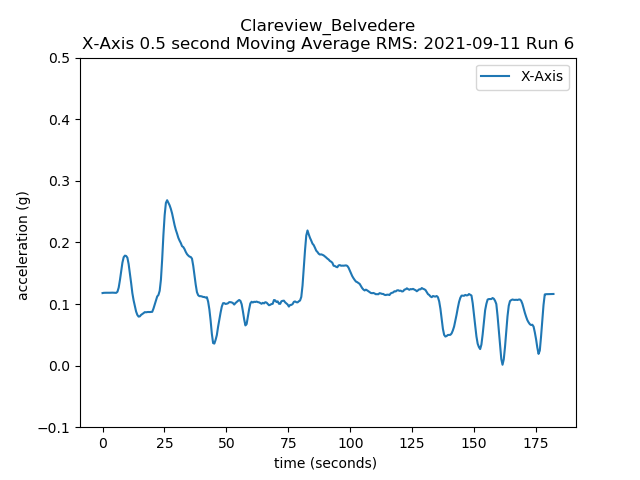 Clareview_Belvedere
X-Axis 0.5 second Moving Average RMS: 2021-09-11 Run 6
X-Axis
acceleration (g)
0.5
0.4
0.3
0.2
0.1
0.0
−0.1
0 25 50 75 100 125 150 175
time (seconds)